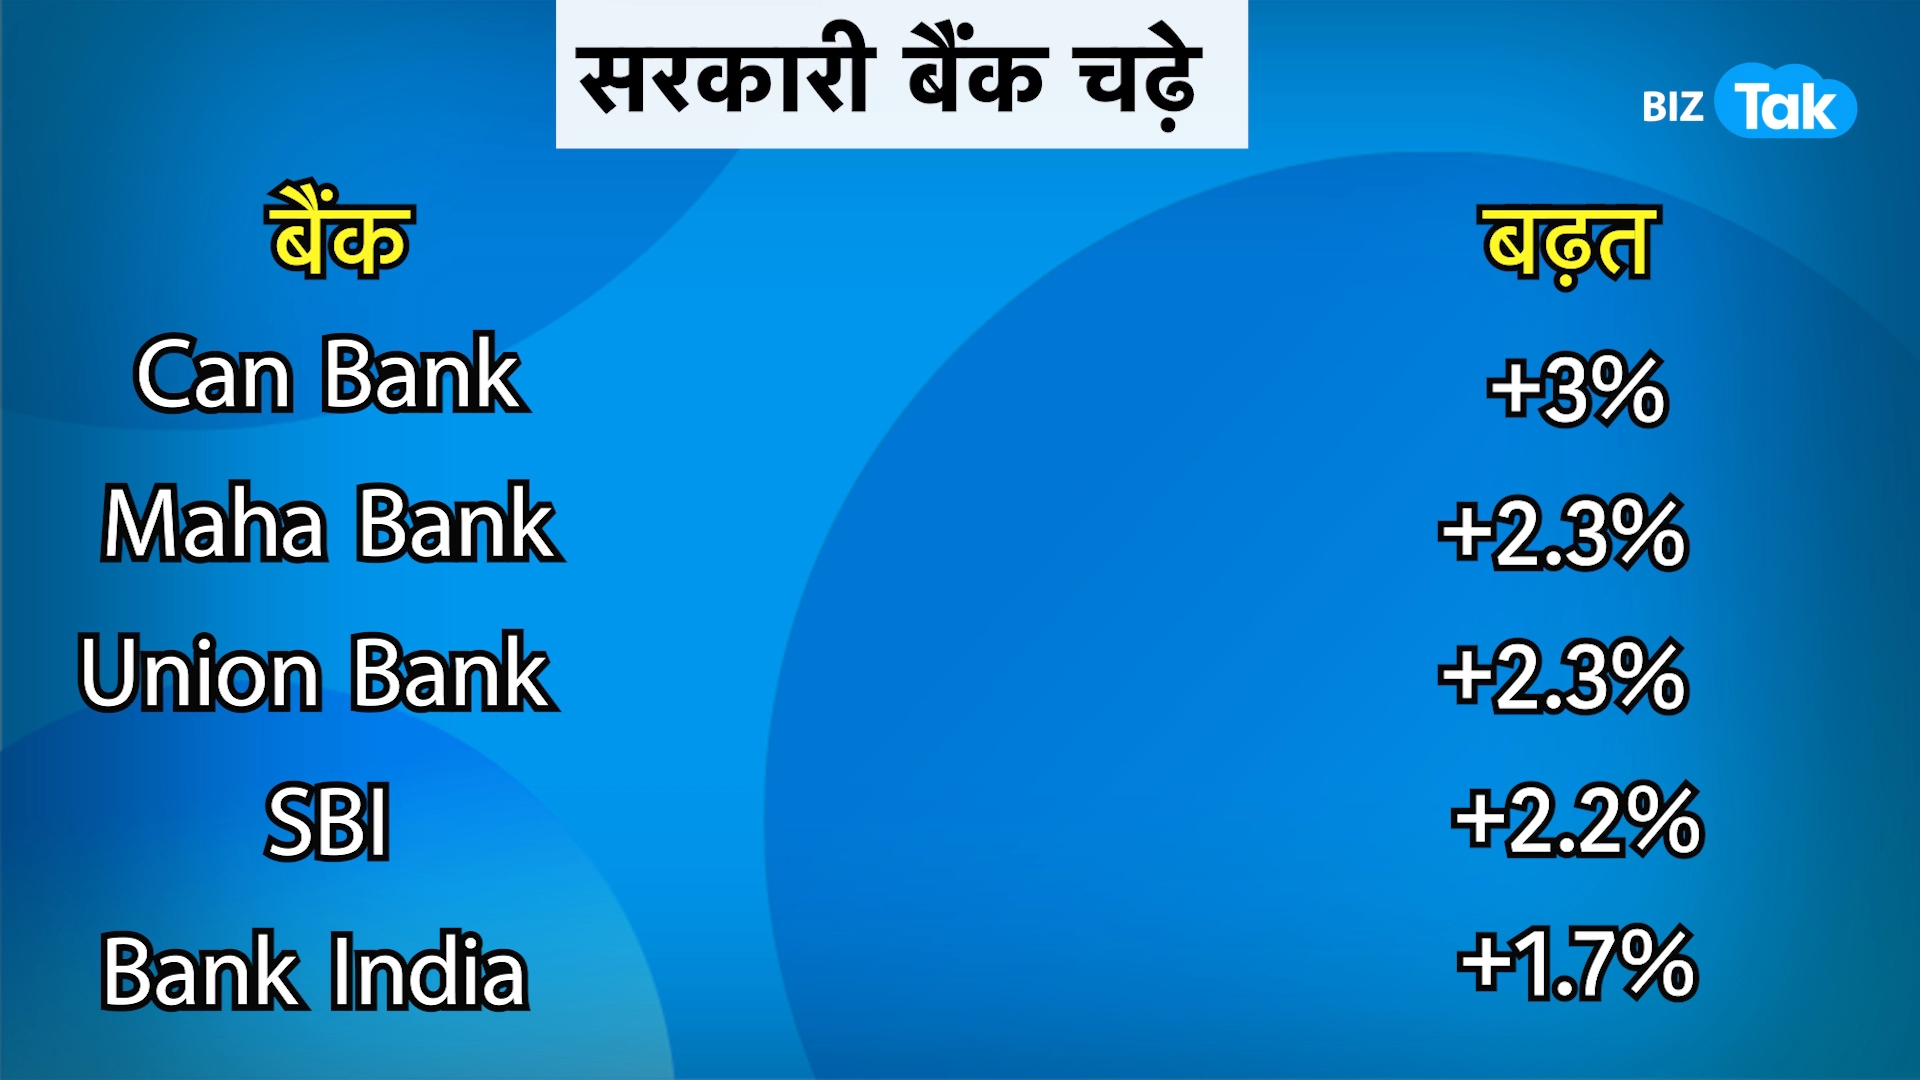 सरकारी बैंक चढ़े
BIZ Tak
बैंक बढ़त
Can Bank +3%
Maha Bank +2.3%
Union Bank +2.3%
SBI +2.2%
Bank India +1.7%